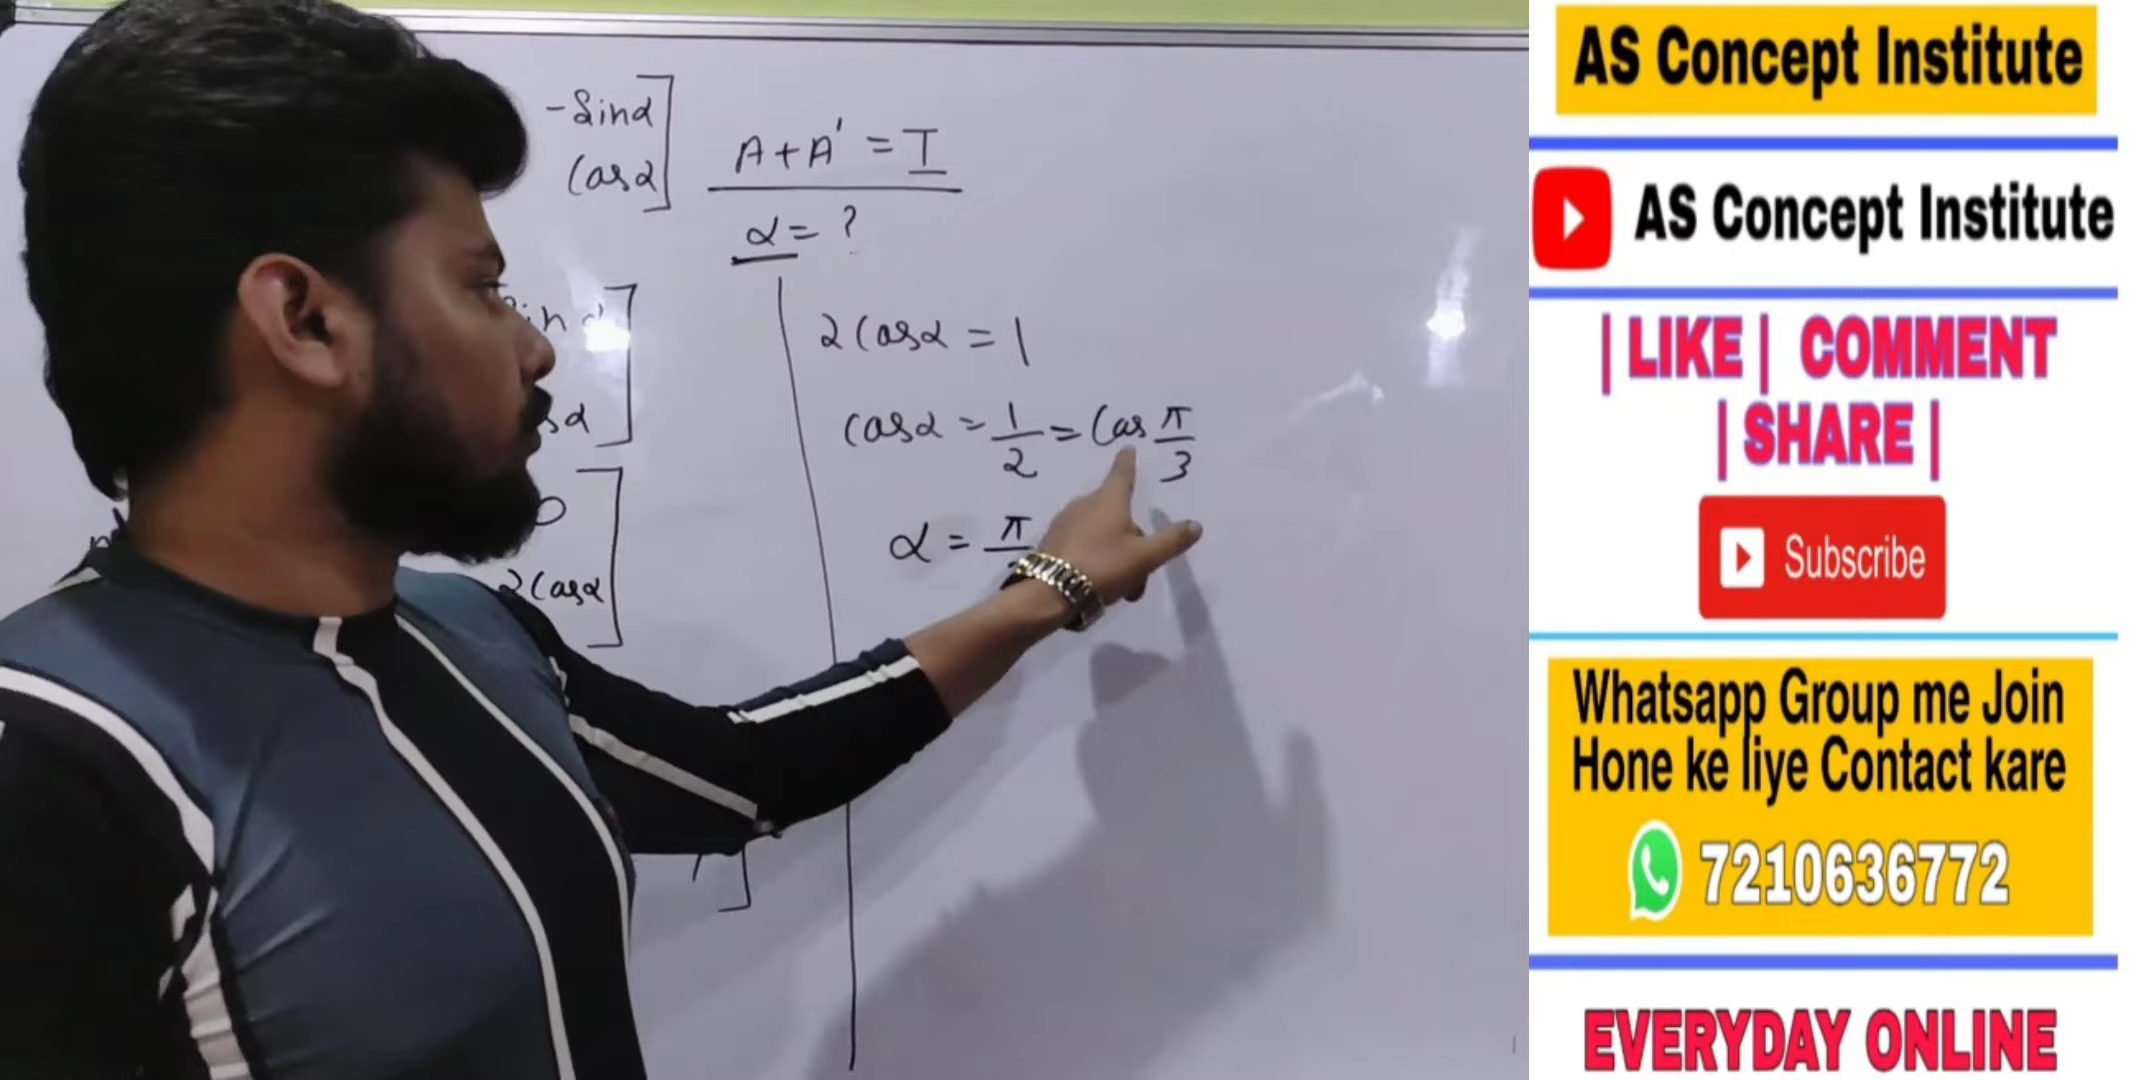 -Sinα
Cosα
A+A' = I
α = ?
2Cosα = 1
Cosα = 1/2 = Cos π/3
α = π
0
2Cosα
AS Concept Institute
AS Concept Institute
| LIKE | COMMENT
| SHARE |
Subscribe
Whatsapp Group me Join
Hone ke liye Contact kare
7210636772
EVERYDAY ONLINE